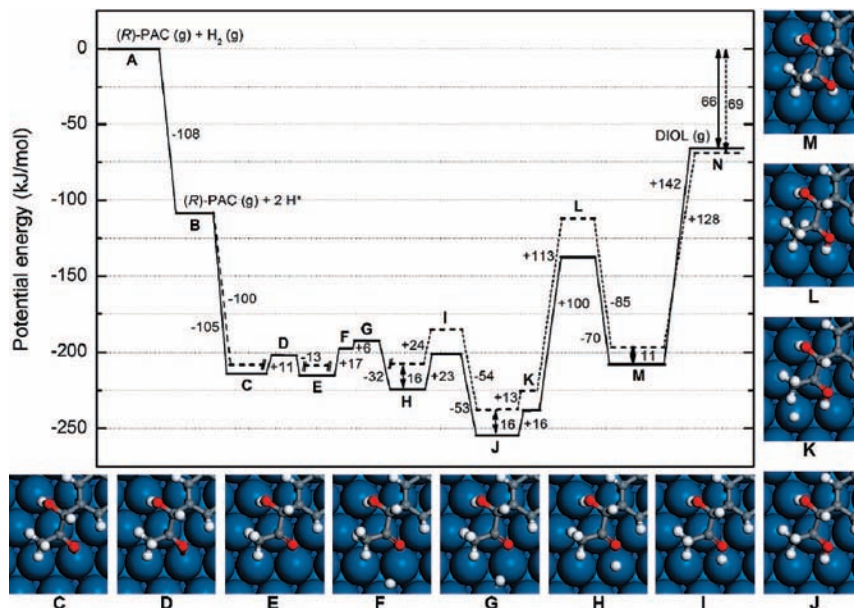 (R)-PAC (g) + H₂ (g)
0
A
66
69
M
-50
-108
DIOL (g)
N
Potential energy (kJ/mol)
(R)-PAC (g) + 2 H*
-100
B
L
+142
+128
L
-150
-100
-105
+113
+100
-85
-70
D
F
G
I
-200
-13
+6
+24
11
C
+11
E
+17
-32
16
+23
-54
K
M
K
H
+13
-53
-250
16
+16
J
C
D
E
F
G
H
I
J